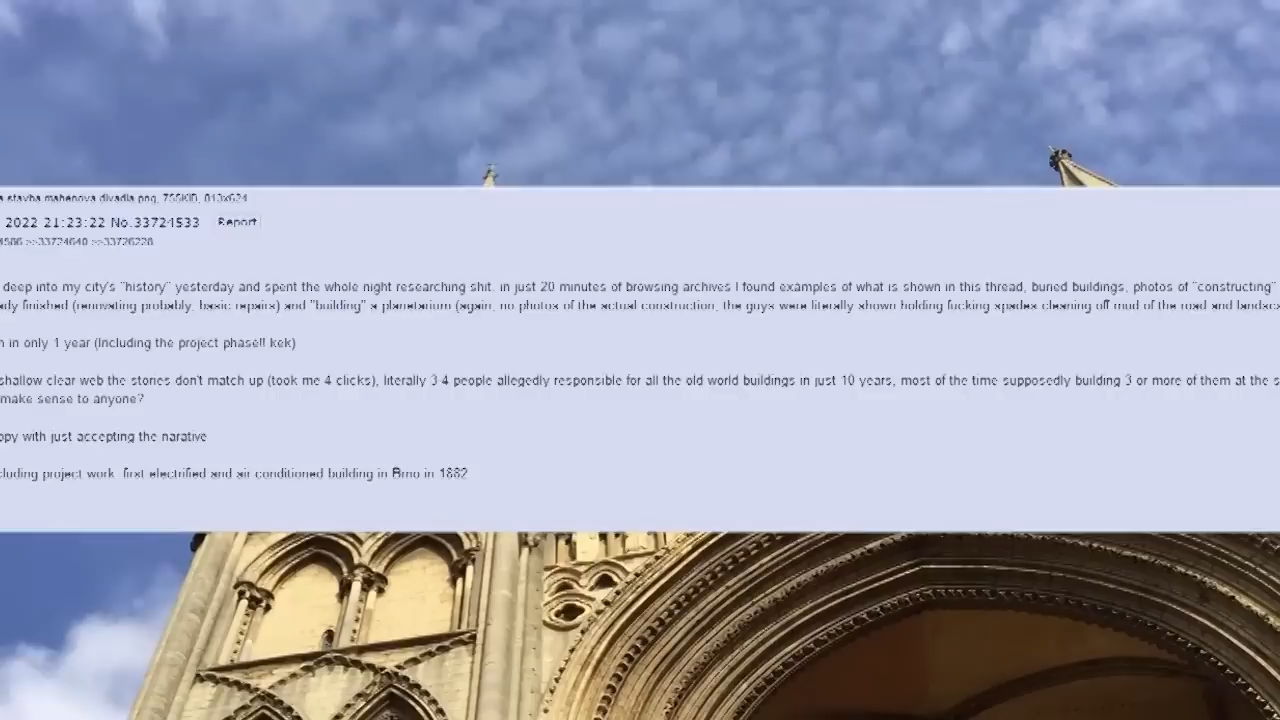 a stavba mahenova divadla png, 755KiB, 813x624
2022 21:23:22 No.33724533 Report
4586 >>33724640 >>33726228
deep into my city's "history" yesterday and spent the whole night researching shit. in just 20 minutes of browsing archives I found examples of what is shown in this thread, buried buildings, photos of "constructing"
ady finished (renovating probably, basic repairs) and "building" a planetarium (again, no photos of the actual construction, the guys were literally shown holding fucking spades cleaning off mud of the road and landsca
n in only 1 year (Including the project phase!! kek)
shallow clear web the stories don't match up (took me 4 clicks), literally 3 4 people allegedly responsible for all the old world buildings in just 10 years, most of the time supposedly building 3 or more of them at the s
make sense to anyone?
ppy with just accepting the narative
cluding project work. first electrified and air conditioned building in Brno in 1882